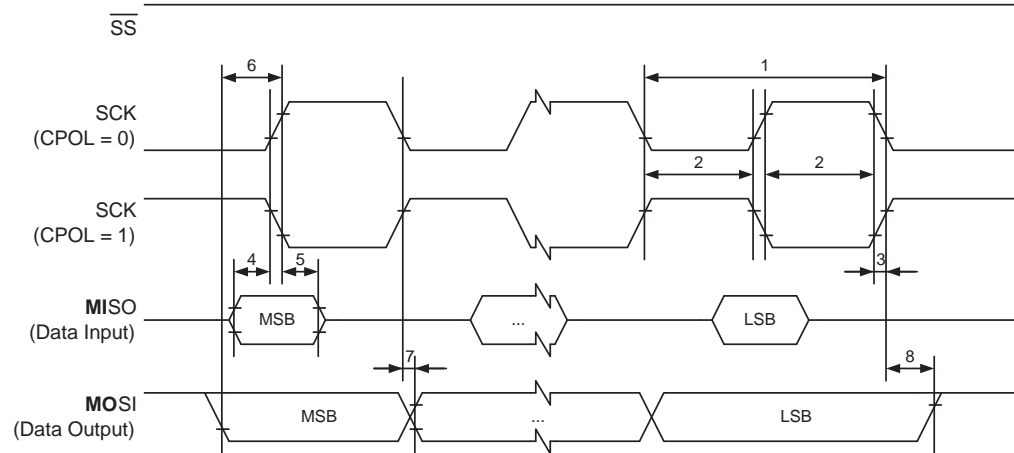 SS
6
1
SCK
(CPOL = 0)
2
2
SCK
(CPOL = 1)
4
5
3
MISO
(Data Input)
MSB
...
LSB
7
8
MOSI
(Data Output)
MSB
...
LSB